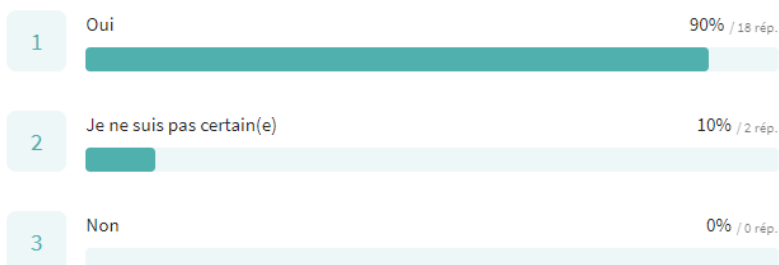 1 Oui 90% / 18 rép.
2 Je ne suis pas certain(e) 10% / 2 rép.
3 Non 0% / 0 rép.